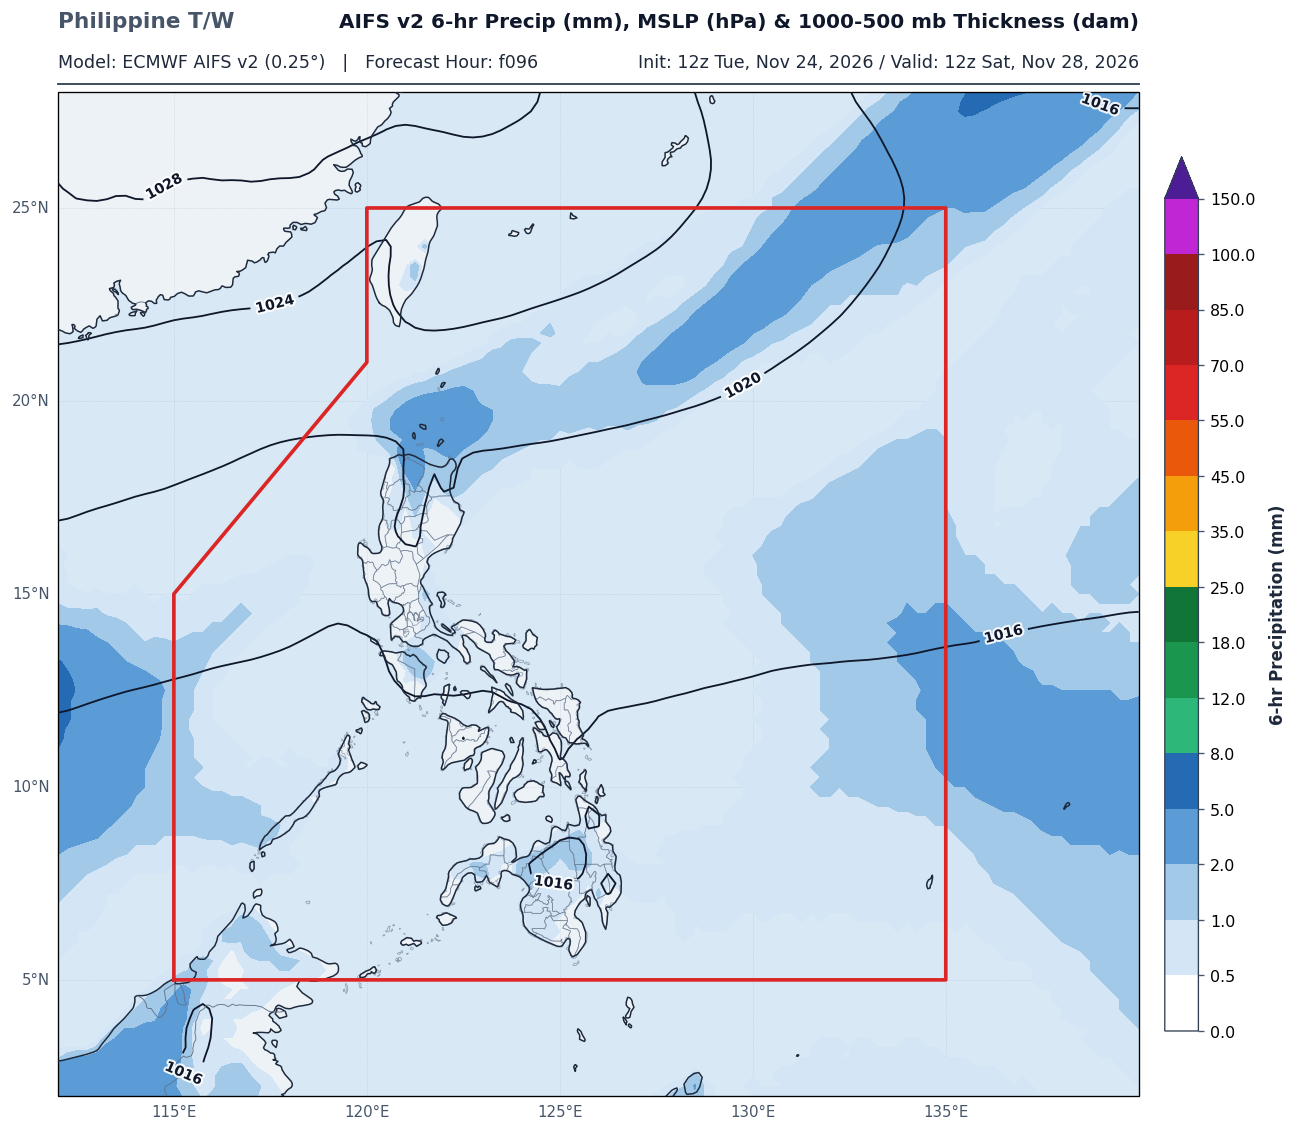 Philippine T/W
AIFS v2 6-hr Precip (mm), MSLP (hPa) & 1000-500 mb Thickness (dam)
Model: ECMWF AIFS v2 (0.25°)   |   Forecast Hour: f096
Init: 12z Tue, Nov 24, 2026 / Valid: 12z Sat, Nov 28, 2026
1016
1028
1024
1020
1016
1016
1016
25°N
20°N
15°N
10°N
5°N
115°E
120°E
125°E
130°E
135°E
150.0
100.0
85.0
70.0
55.0
45.0
35.0
25.0
18.0
12.0
8.0
5.0
2.0
1.0
0.5
0.0
6-hr Precipitation (mm)